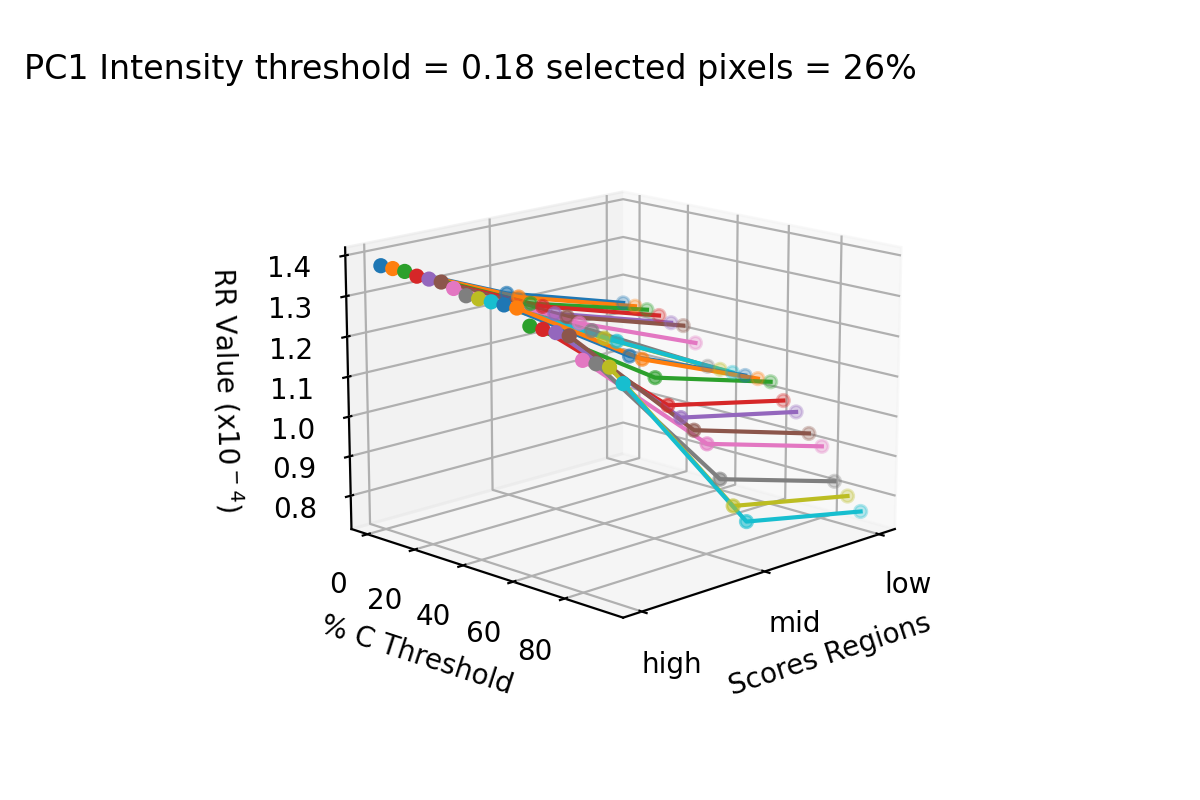 PC1 Intensity threshold = 0.18 selected pixels = 26%
RR Value (x10⁻⁴)
1.4
1.3
1.2
1.1
1.0
0.9
0.8
0
20
40
60
80
% C Threshold
high
mid
low
Scores Regions